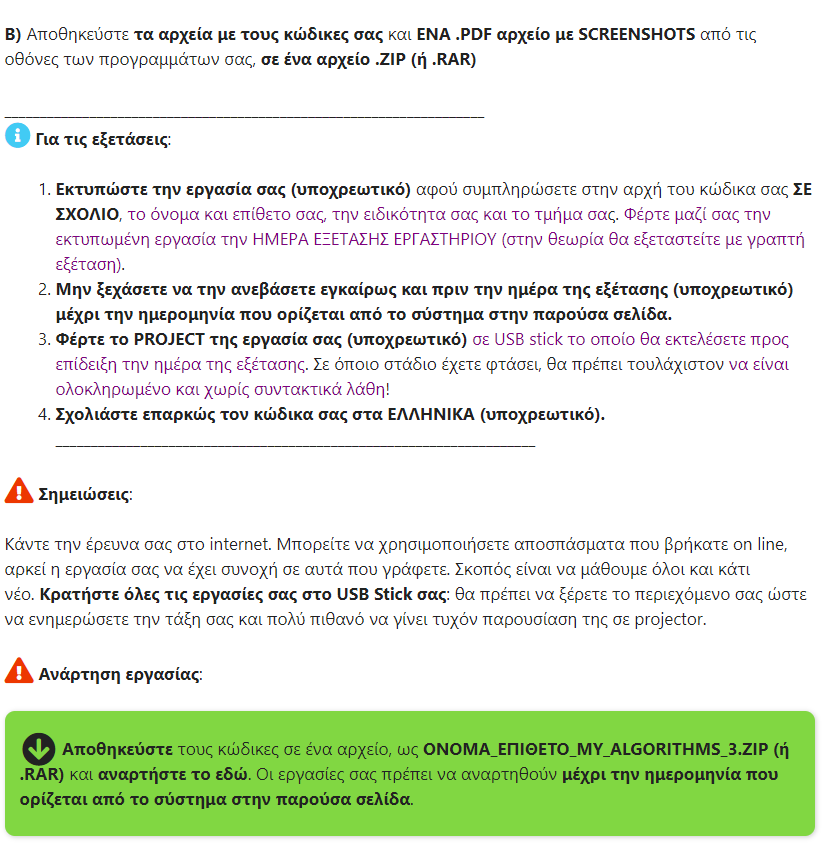 Β) Αποθηκεύστε τα αρχεία με τους κώδικες σας και ΕΝΑ .PDF αρχείο με SCREENSHOTS από τις
οθόνες των προγραμμάτων σας, σε ένα αρχείο .ZIP (ή .RAR)
Για τις εξετάσεις:
1. Εκτυπώστε την εργασία σας (υποχρεωτικό) αφού συμπληρώσετε στην αρχή του κώδικα σας ΣΕ
ΣΧΟΛΙΟ, το όνομα και επίθετο σας, την ειδικότητα σας και το τμήμα σας. Φέρτε μαζί σας την
εκτυπωμένη εργασία την ΗΜΕΡΑ ΕΞΕΤΑΣΗΣ ΕΡΓΑΣΤΗΡΙΟΥ (στην θεωρία θα εξεταστείτε με γραπτή
εξέταση).
2. Μην ξεχάσετε να την ανεβάσετε εγκαίρως και πριν την ημέρα της εξέτασης (υποχρεωτικό)
μέχρι την ημερομηνία που ορίζεται από το σύστημα στην παρούσα σελίδα.
3. Φέρτε το PROJECT της εργασία σας (υποχρεωτικό) σε USB stick το οποίο θα εκτελέσετε προς
επίδειξη την ημέρα της εξέτασης. Σε όποιο στάδιο έχετε φτάσει, θα πρέπει τουλάχιστον να είναι
ολοκληρωμένο και χωρίς συντακτικά λάθη!
4. Σχολιάστε επαρκώς τον κώδικα σας στα ΕΛΛΗΝΙΚΑ (υποχρεωτικό).
Σημειώσεις:
Κάντε την έρευνα σας στο internet. Μπορείτε να χρησιμοποιήσετε αποσπάσματα που βρήκατε on line,
αρκεί η εργασία σας να έχει συνοχή σε αυτά που γράφετε. Σκοπός είναι να μάθουμε όλοι και κάτι
νέο. Κρατήστε όλες τις εργασίες σας στο USB Stick σας: θα πρέπει να ξέρετε το περιεχόμενο σας ώστε
να ενημερώσετε την τάξη σας και πολύ πιθανό να γίνει τυχόν παρουσίαση της σε projector.
Ανάρτηση εργασίας:
Αποθηκεύστε τους κώδικες σε ένα αρχείο, ως ΟΝΟΜΑ_ΕΠΙΘΕΤΟ_MY_ALGORITHMS_3.ZIP (ή
.RAR) και αναρτήστε το εδώ. Οι εργασίες σας πρέπει να αναρτηθούν μέχρι την ημερομηνία που
ορίζεται από το σύστημα στην παρούσα σελίδα.